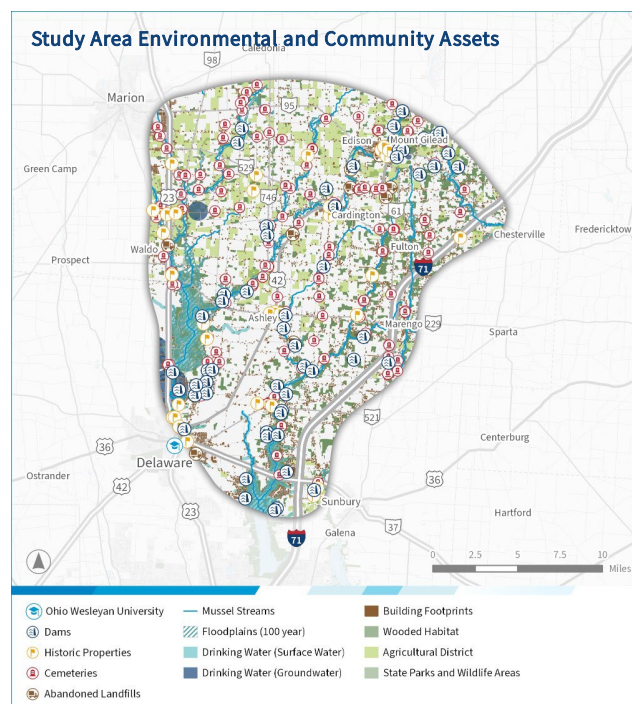 Study Area Environmental and Community Assets
Caledonia
98
Marion
95
Edison
Mount Gilead
Green Camp
529
23
746
61
Cardington
Chesterville
Fredericktow
Waldo
Fulton
Prospect
71
42
Ashley
Marengo
229
Sparta
521
Centerburg
36
Delaware
Ostrander
42
36
23
Sunbury
Hartford
37
Galena
71
0 2.5 5 10
Miles
Ohio Wesleyan University
Dams
Historic Properties
Cemeteries
Abandoned Landfills
Mussel Streams
Floodplains (100 year)
Drinking Water (Surface Water)
Drinking Water (Groundwater)
Building Footprints
Wooded Habitat
Agricultural District
State Parks and Wildlife Areas